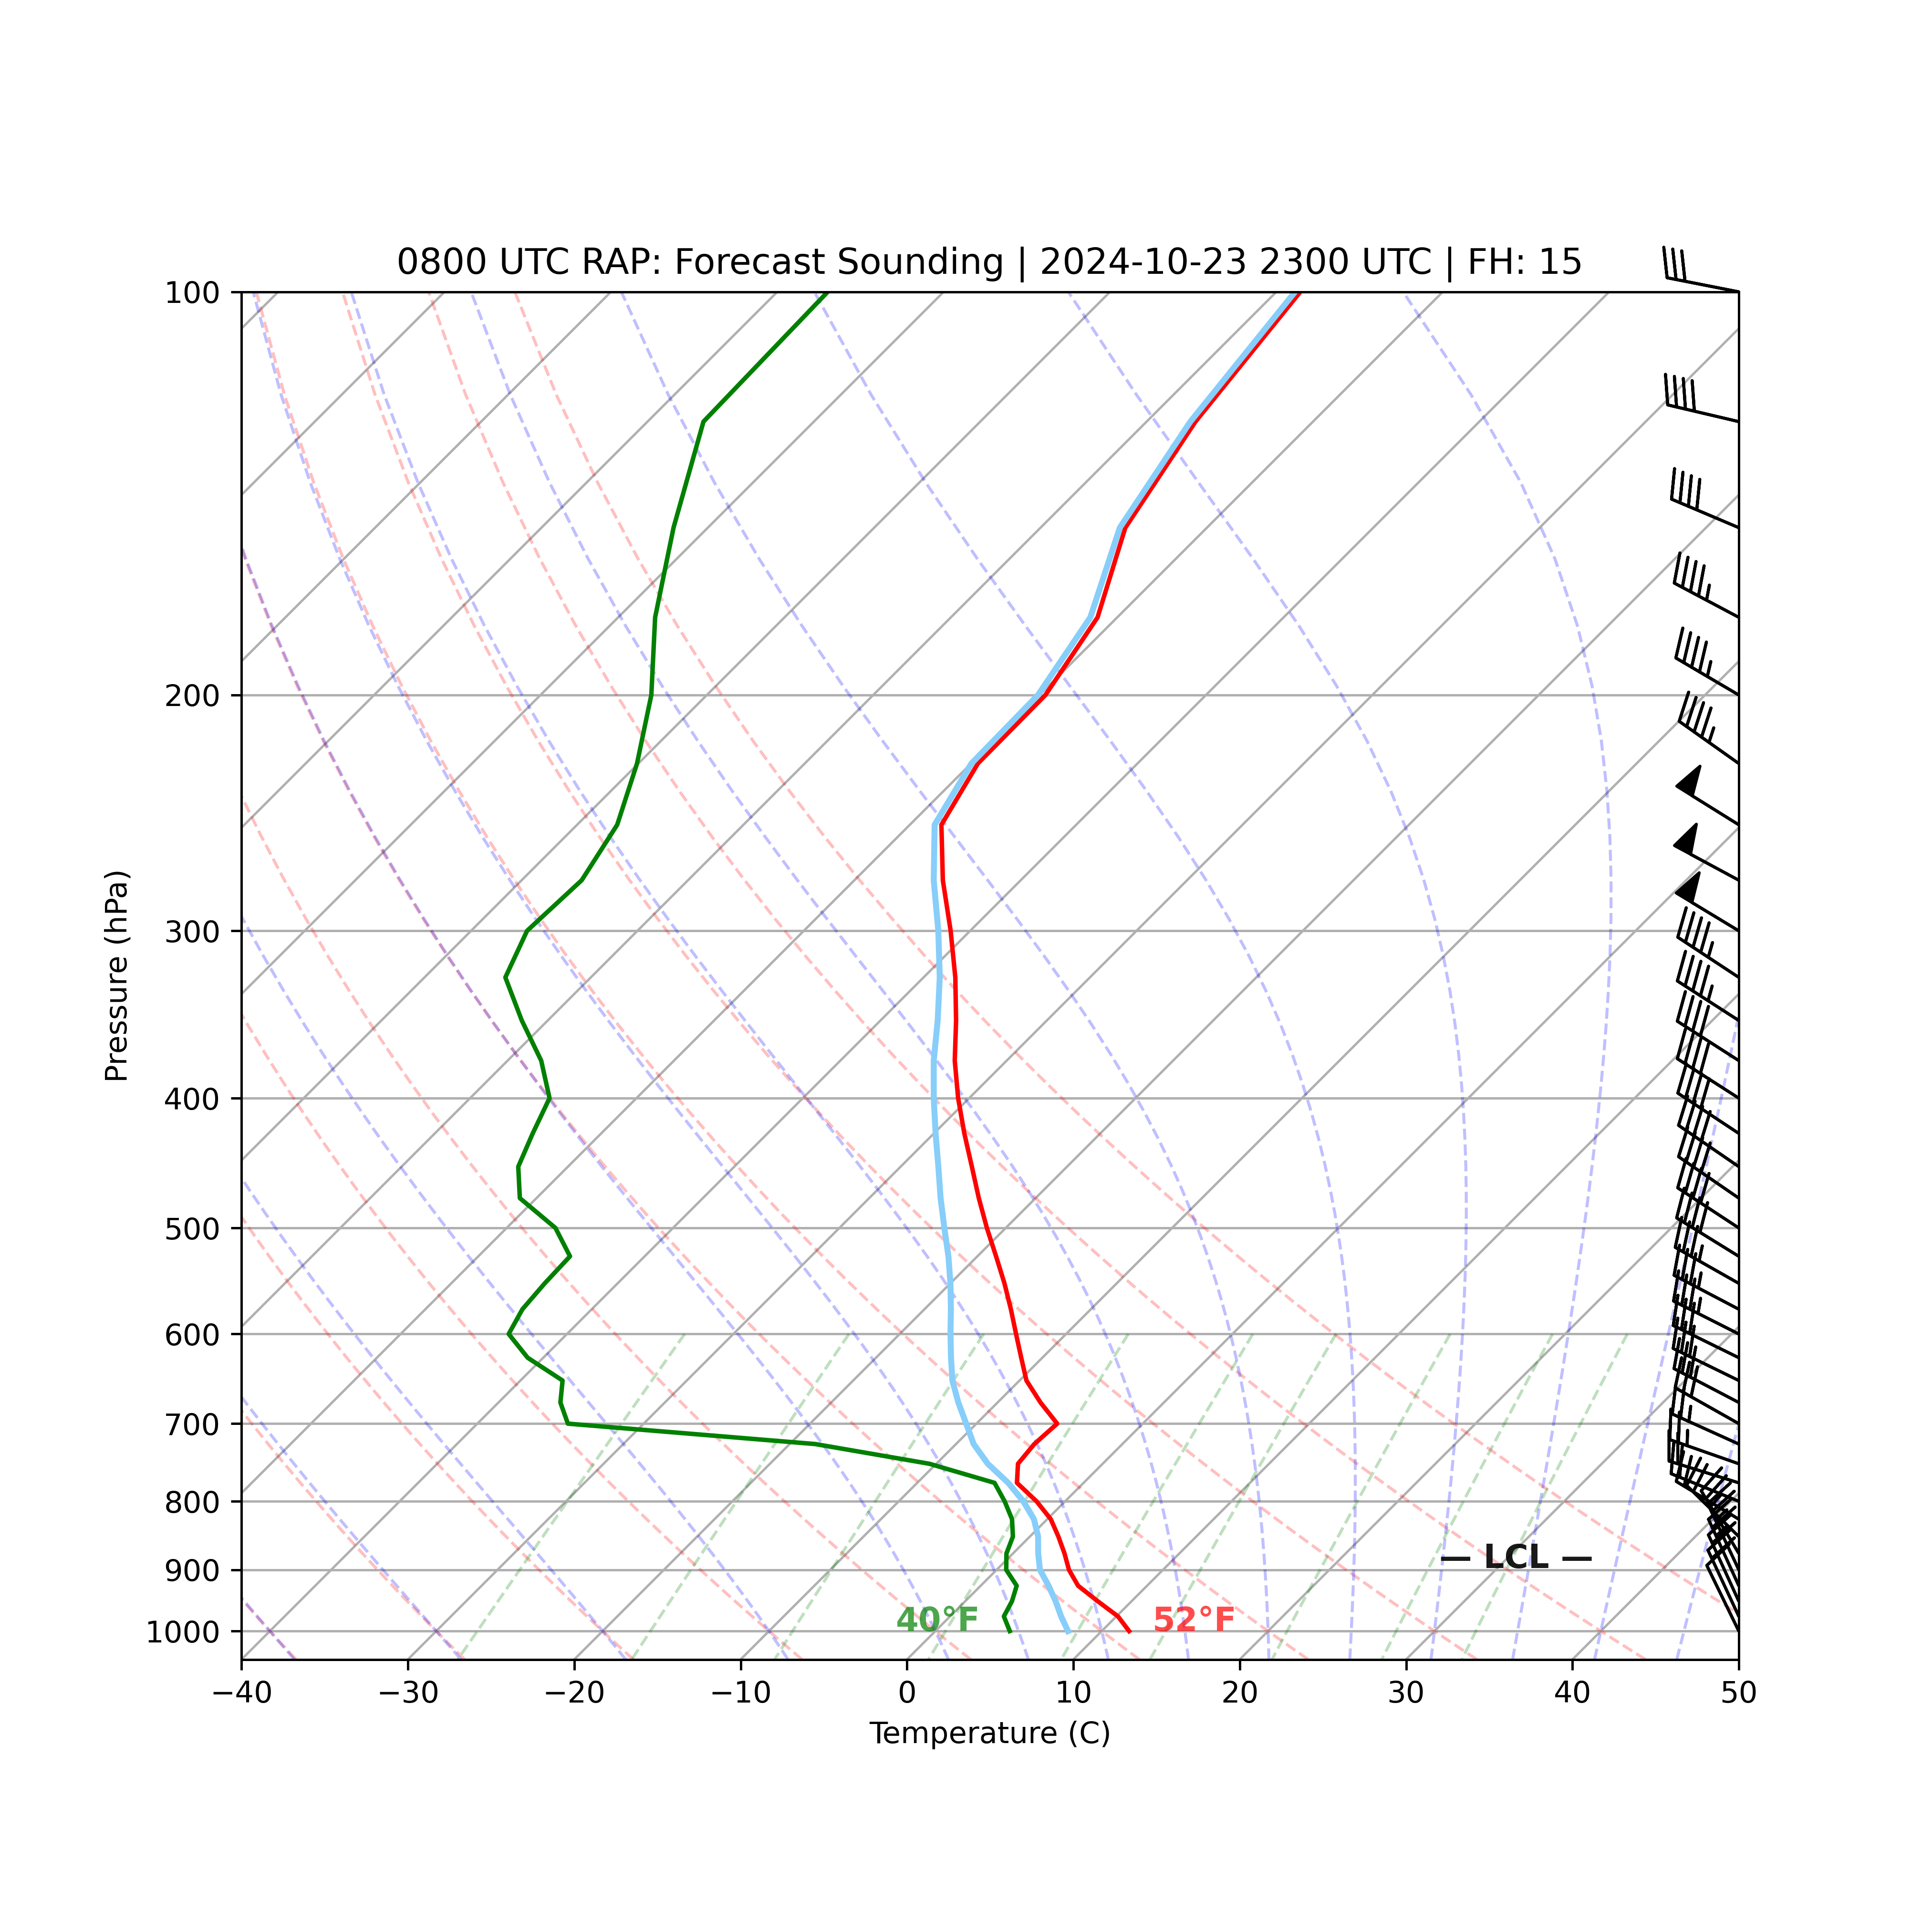 0800 UTC RAP: Forecast Sounding | 2024-10-23 2300 UTC | FH: 15
100
200
300
400
500
600
700
800
900
1000
Pressure (hPa)
— LCL —
40°F
52°F
−40 −30 −20 −10 0 10 20 30 40 50
Temperature (C)